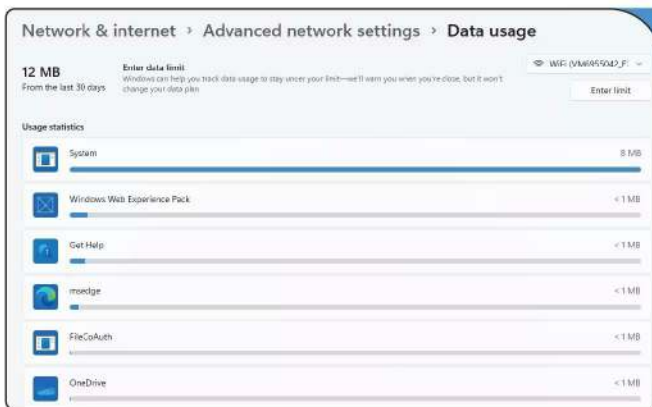 Network & internet › Advanced network settings › Data usage
12 MB
From the last 30 days
Enter data limit
Windows can help you track data usage to stay under your limit—we'll warn you when you're close, but it won't
change your data plan
WiFi (VM6955042_
Enter limit
Usage statistics
System 8 MB
Windows Web Experience Pack < 1 MB
Get Help < 1 MB
msedge < 1 MB
FileCoAuth < 1 MB
OneDrive < 1 MB